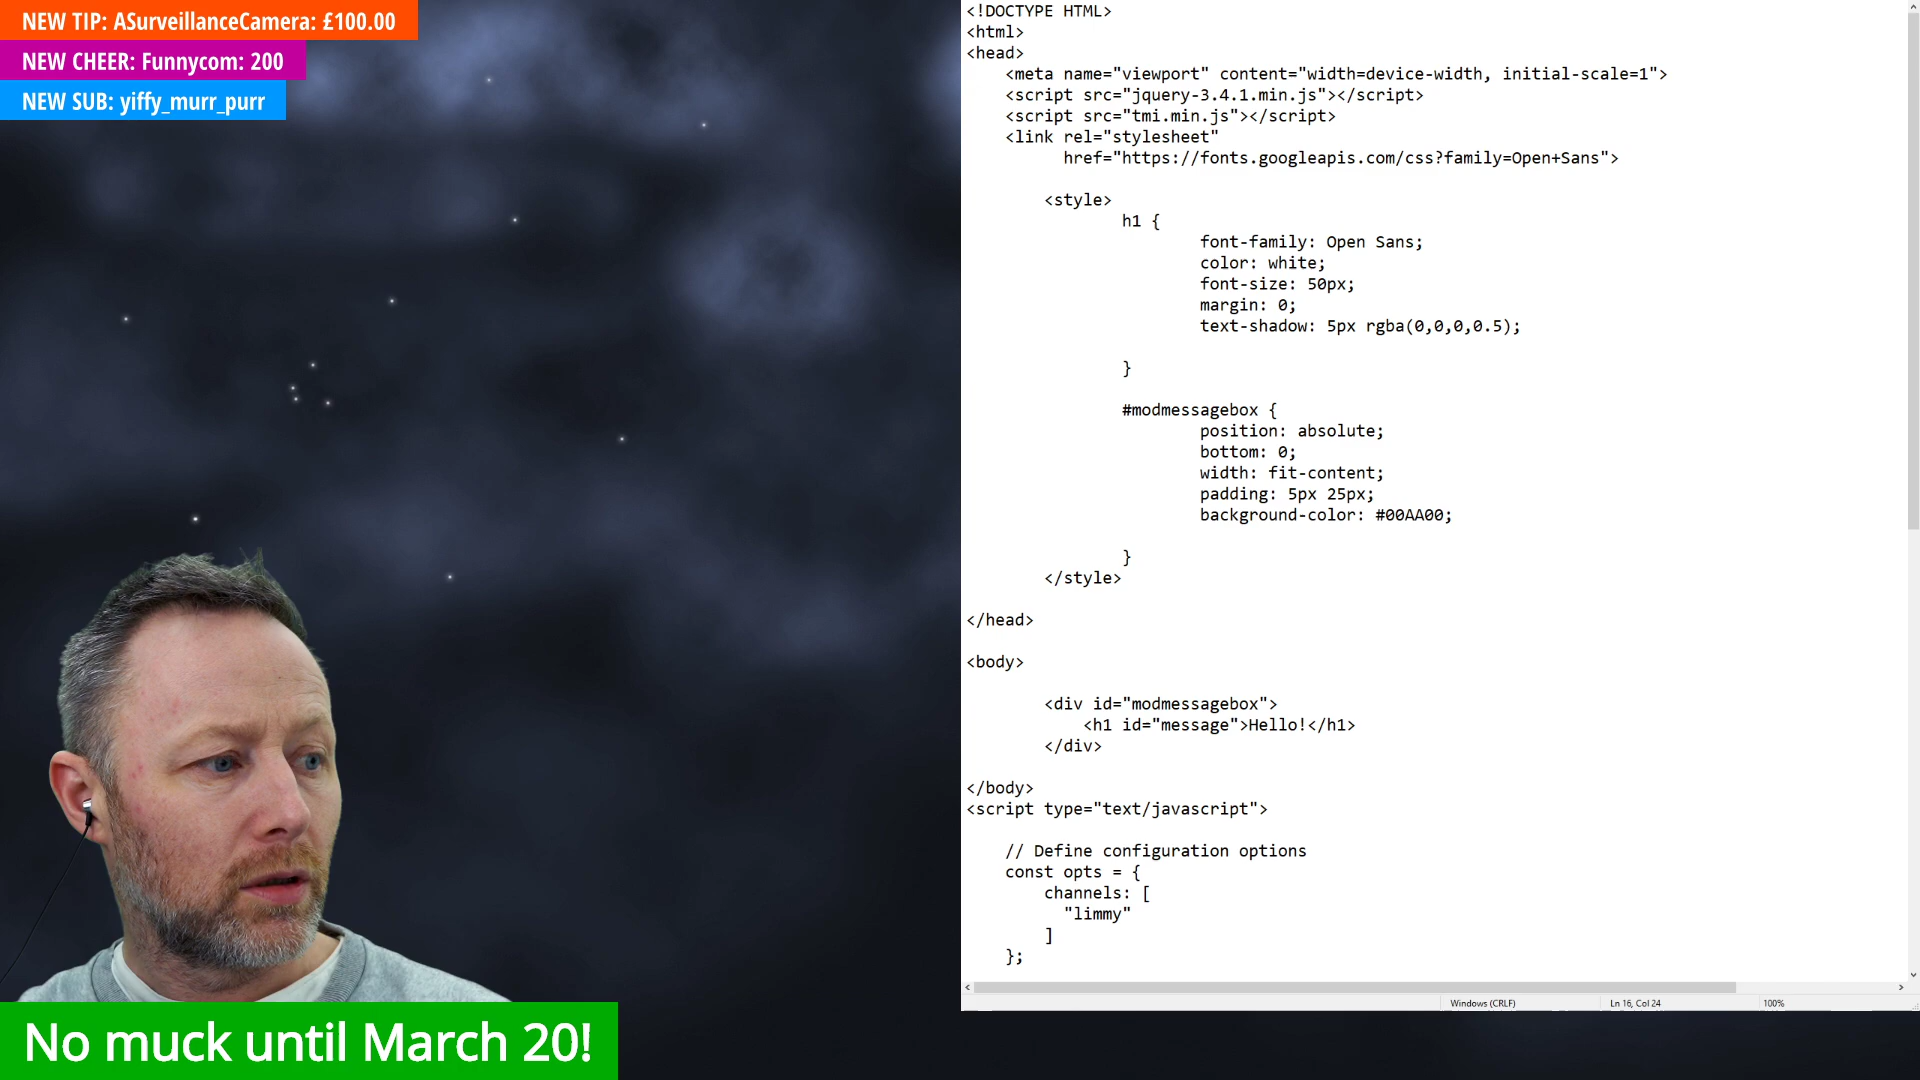 NEW TIP: ASurveillanceCamera: £100.00
NEW CHEER: Funnycom: 200
NEW SUB: yiffy_murr_purr
<!DOCTYPE HTML>
<html>
<head>
<meta name="viewport" content="width=device-width, initial-scale=1">
<script src="jquery-3.4.1.min.js"></script>
<script src="tmi.min.js"></script>
<link rel="stylesheet"
href="https://fonts.googleapis.com/css?family=Open+Sans">
<style>
h1 {
font-family: Open Sans;
color: white;
font-size: 50px;
margin: 0;
text-shadow: 5px rgba(0,0,0,0.5);
}
#modmessagebox {
position: absolute;
bottom: 0;
width: fit-content;
padding: 5px 25px;
background-color: #00AA00;
}
</style>
</head>
<body>
<div id="modmessagebox">
<h1 id="message">Hello!</h1>
</div>
</body>
<script type="text/javascript">
// Define configuration options
const opts = {
channels: [
"limmy"
]
};
Windows (CRLF) Ln 16, Col 24 100%
No muck until March 20!